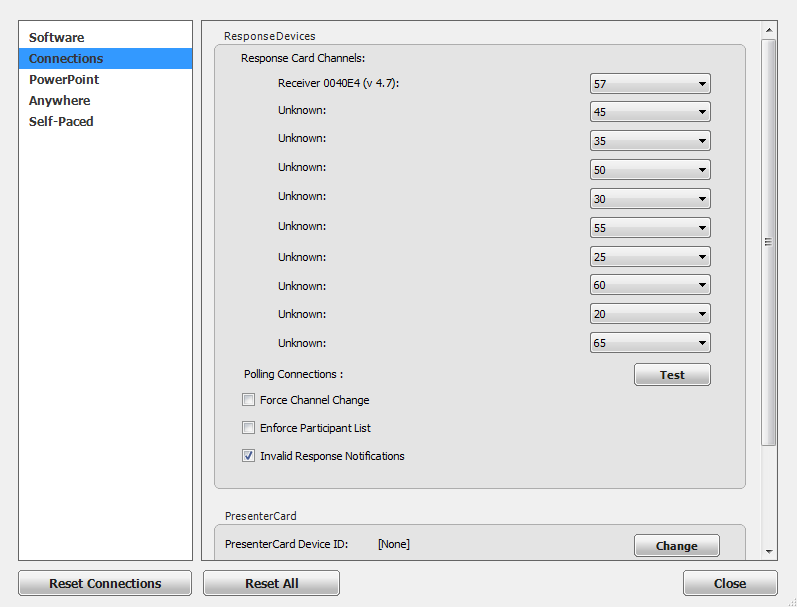 Software
Connections
PowerPoint
Anywhere
Self-Paced
ResponseDevices
Response Card Channels:
Receiver 0040E4 (v 4.7): 57
Unknown: 45
Unknown: 35
Unknown: 50
Unknown: 30
Unknown: 55
Unknown: 25
Unknown: 60
Unknown: 20
Unknown: 65
Polling Connections : Test
Force Channel Change
Enforce Participant List
Invalid Response Notifications
PresenterCard
PresenterCard Device ID: [None] Change
Reset Connections Reset All Close